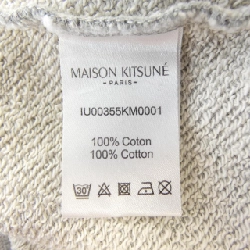 MAISON KITSUNÉ
PARIS
IU00355KM0001
100% Coton
100% Cotton
30°